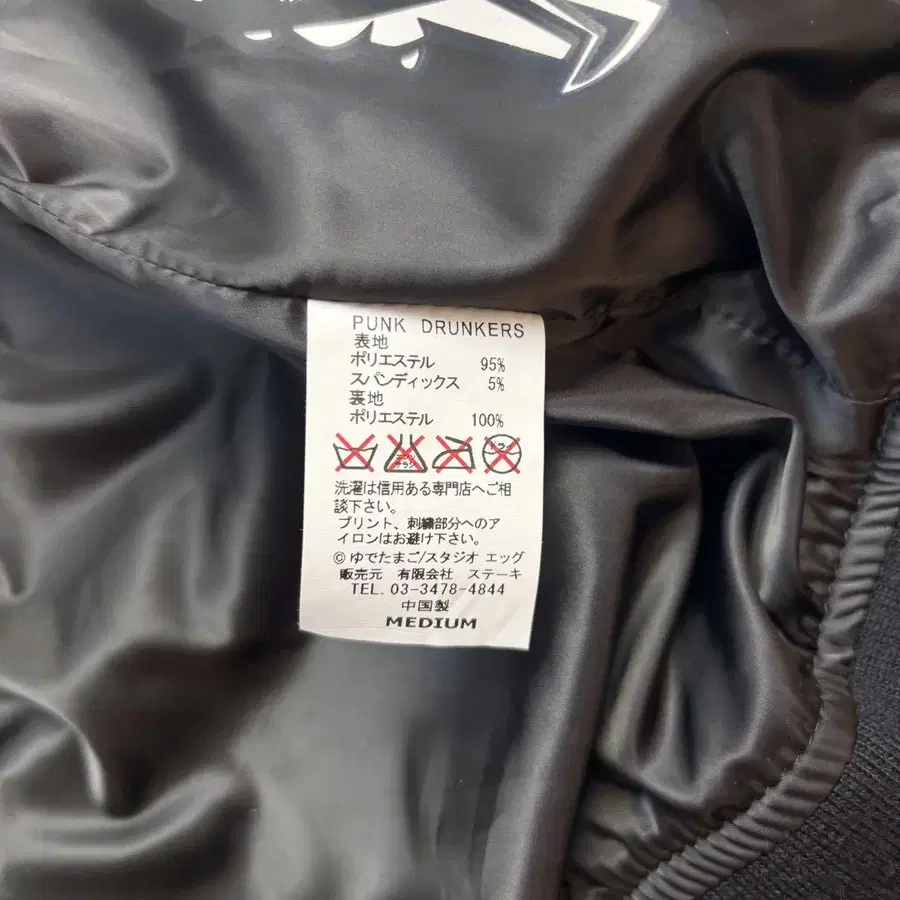 PUNK DRUNKERS
表地
ポリエステル 95%
スパンディックス 5%
裏地
ポリエステル 100%
洗濯は信用ある専門店へご相
談下さい。
プリント、刺繍部分へのア
イロンはお避け下さい。
© ゆでたまご/スタジオ エッグ
販売元 有限会社 ステーキ
TEL. 03-3478-4844
中国製
MEDIUM